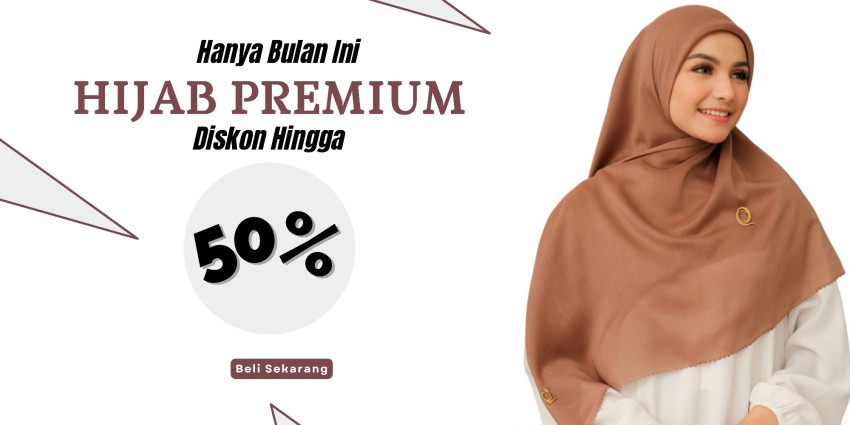 Hanya Bulan Ini
HIJAB PREMIUM
Diskon Hingga
50%
Beli Sekarang